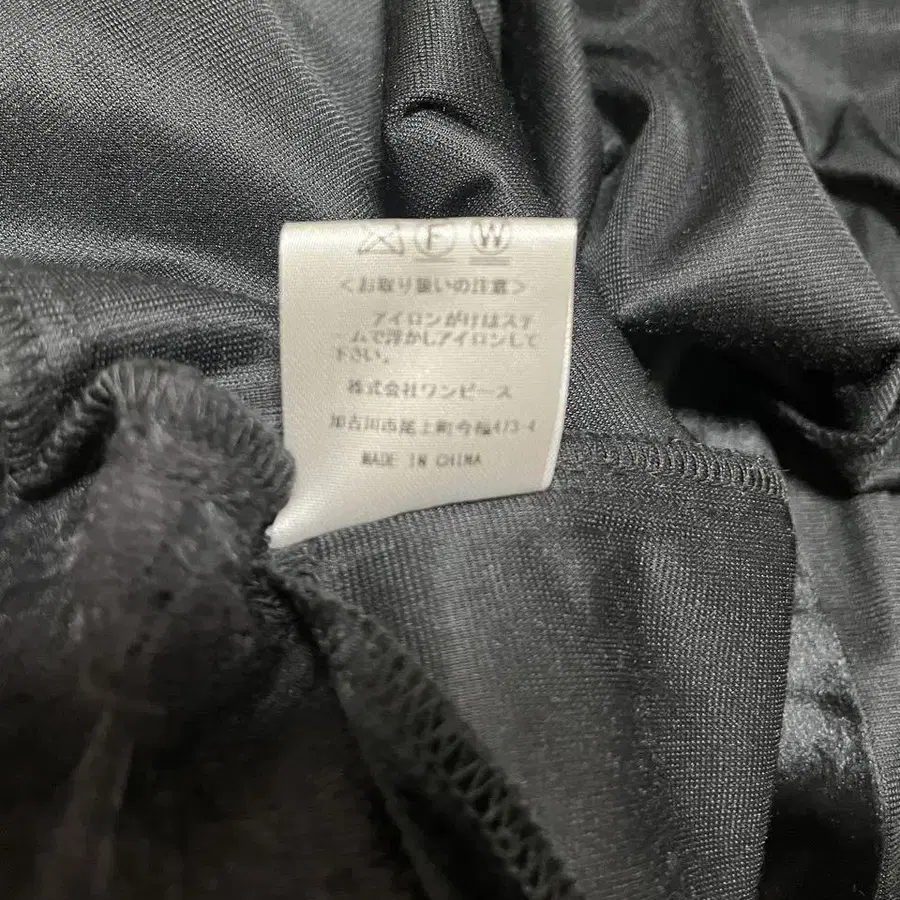 F W
<お取り扱いの注意>
アイロンがけはスチ
ームで浮かしアイロンして
下さい。
株式会社ワンピース
加古川市尾上町今福473-4
MADE IN CHINA